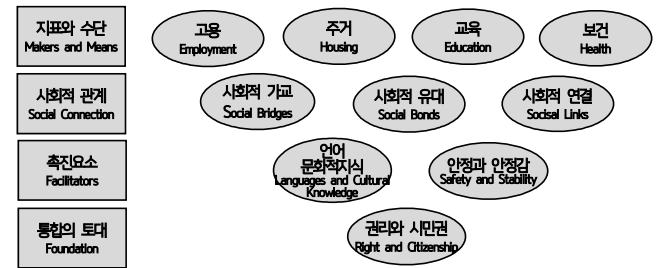 지표와 수단
Makers and Means
고용
Employment
주거
Housing
교육
Education
보건
Health
사회적 관계
Social Connection
사회적 가교
Social Bridges
사회적 유대
Social Bonds
사회적 연결
Socisal Links
촉진요소
Facilitators
언어
문화적지식
Languages and Cultural
Knowledge
안정과 안정감
Safety and Stability
통합의 토대
Foundation
권리와 시민권
Right and Citizenship